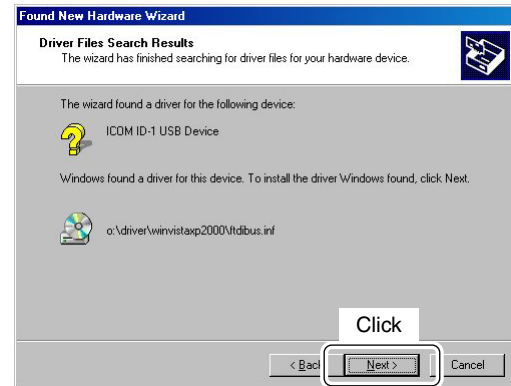 Found New Hardware Wizard
Driver Files Search Results
The wizard has finished searching for driver files for your hardware device.
The wizard found a driver for the following device:
ICOM ID-1 USB Device
Windows found a driver for this device. To install the driver Windows found, click Next.
o:\driver\winvistaxp2000\ftdibus.inf
Click
< Bac Next > Cancel